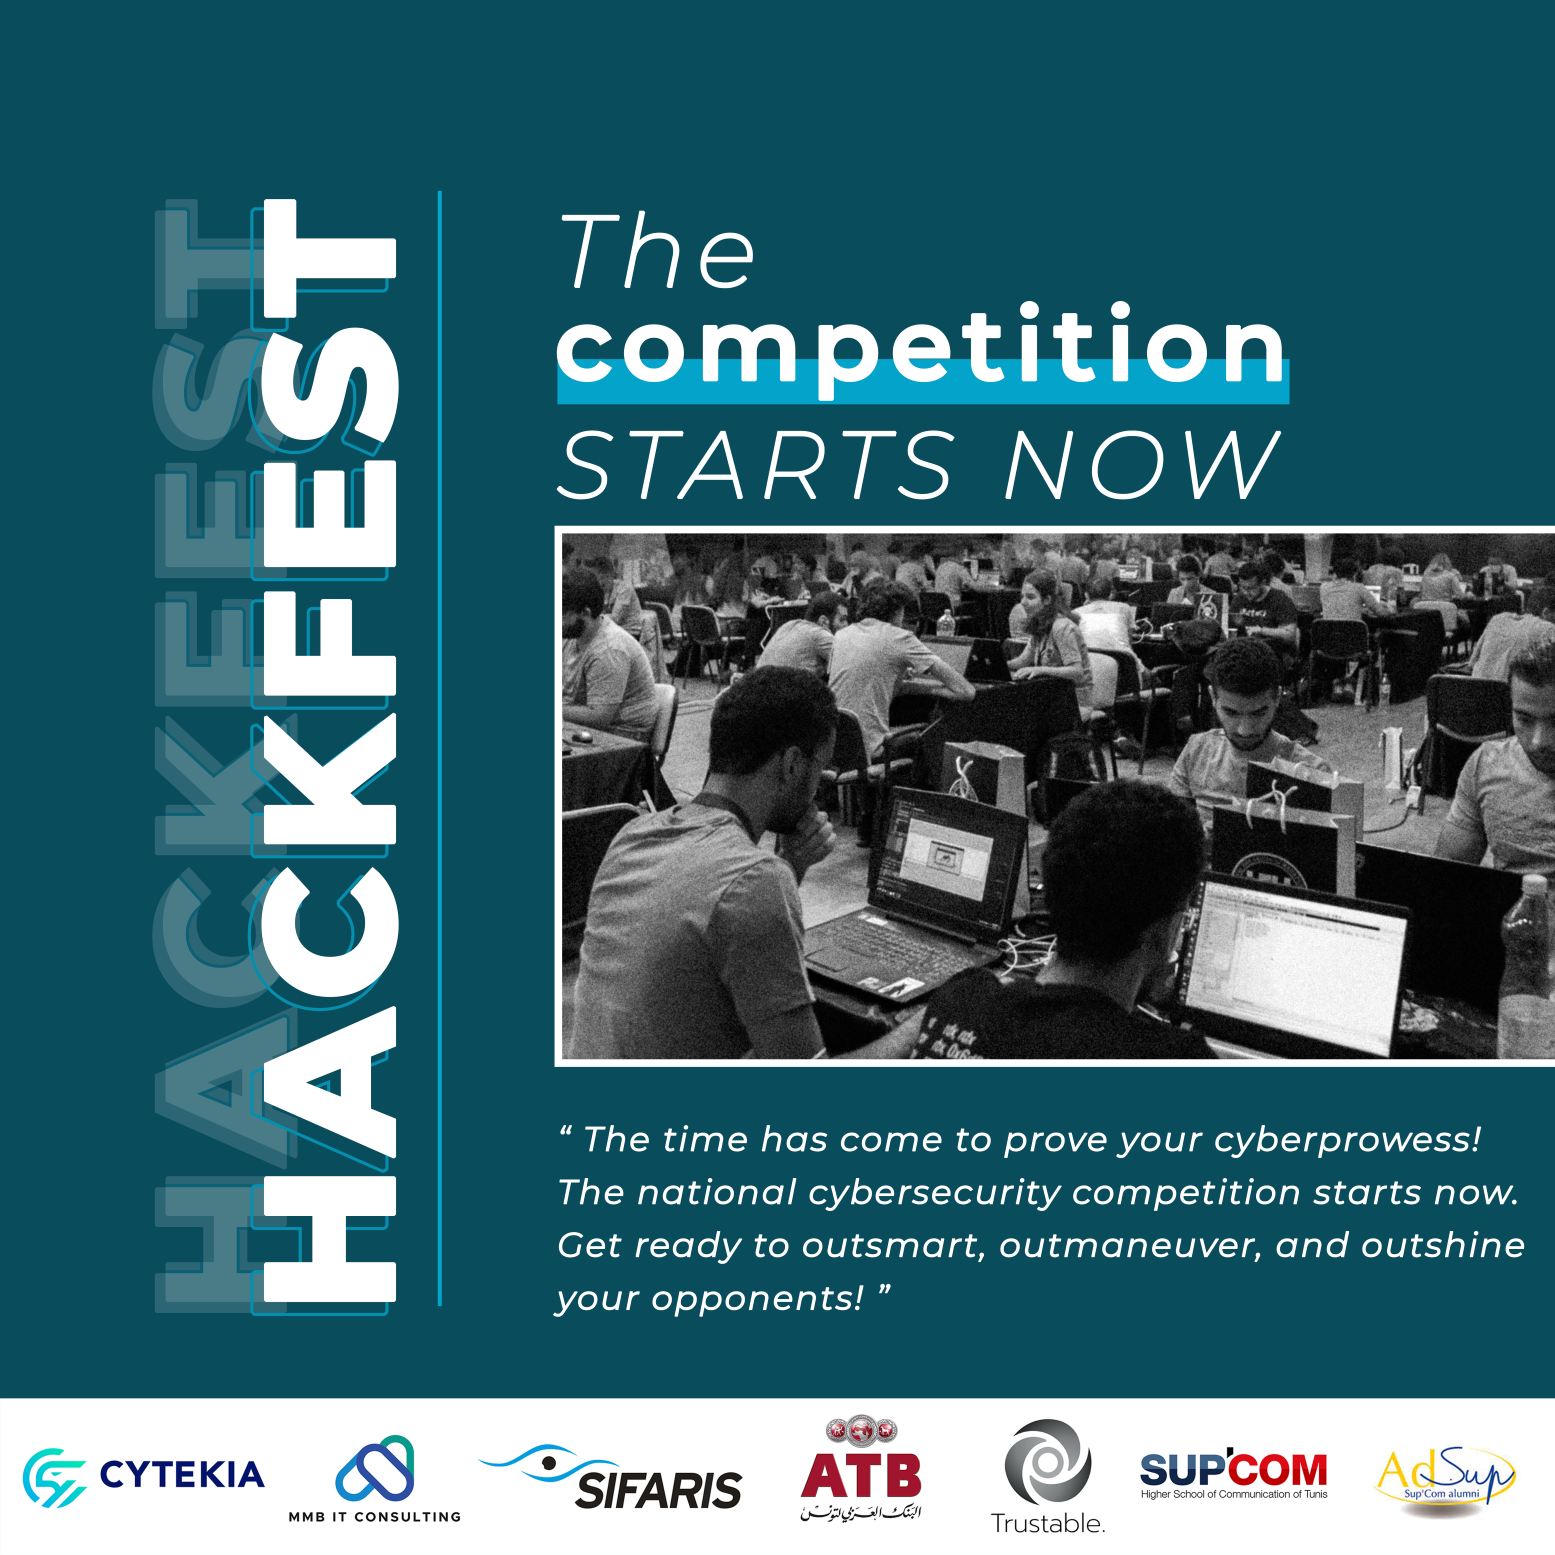 HACKFEST
HACKFEST
The
competition
STARTS NOW
“ The time has come to prove your cyberprowess!
The national cybersecurity competition starts now.
Get ready to outsmart, outmaneuver, and outshine
your opponents! ”
CYTEKIA
MMB IT CONSULTING
SIFARIS
ATB
البنك العربي لتونس
Trustable.
SUP'COM
Higher School of Communication of Tunis
AdSup
Sup'Com alumni